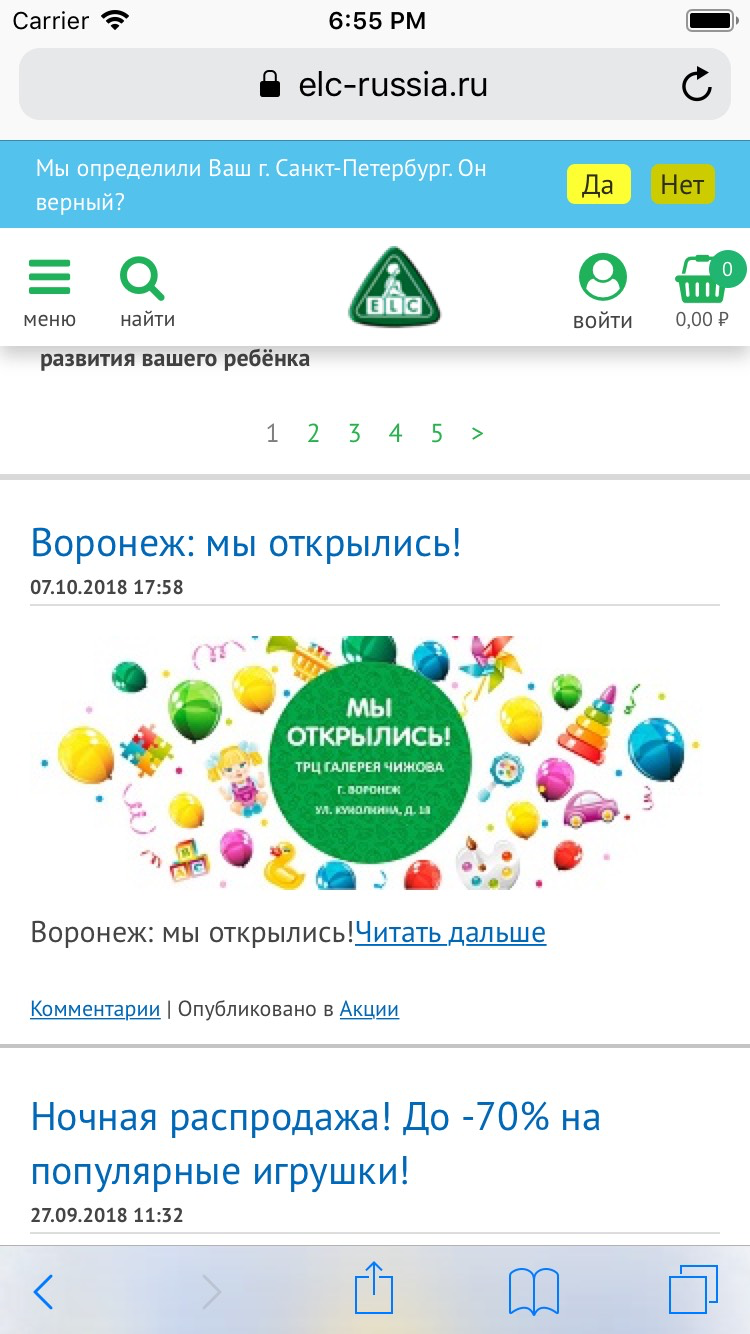 Carrier 6:55 PM
elc-russia.ru
Мы определили Ваш г. Санкт-Петербург. Он
верный?
Да Нет
0
ELC
меню найти войти 0,00 ₽
развития вашего ребёнка
1 2 3 4 5 >
Воронеж: мы открылись!
07.10.2018 17:58
МЫ
ОТКРЫЛИСЬ!
ТРЦ ГАЛЕРЕЯ ЧИЖОВА
Г. ВОРОНЕЖ
Воронеж: мы открылись!Читать дальше
Комментарии | Опубликовано в Акции
Ночная распродажа! До -70% на
популярные игрушки!
27.09.2018 11:32